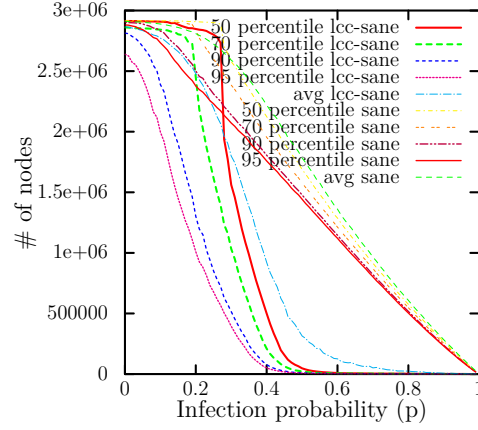 3e+06
2.5e+06
2e+06
1.5e+06
1e+06
500000
0
# of nodes
50 percentile lcc-sane
70 percentile lcc-sane
90 percentile lcc-sane
95 percentile lcc-sane
avg lcc-sane
50 percentile sane
70 percentile sane
90 percentile sane
95 percentile sane
avg sane
0 0.2 0.4 0.6 0.8 1
Infection probability (p)